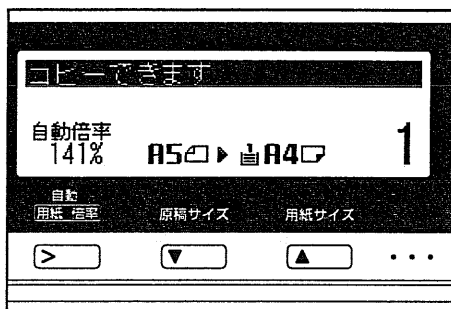 コピーできます
自動倍率
141% A5 ▶ A4 1
自動
用紙 倍率 原稿サイズ 用紙サイズ
> ▼ ▲ ・・・